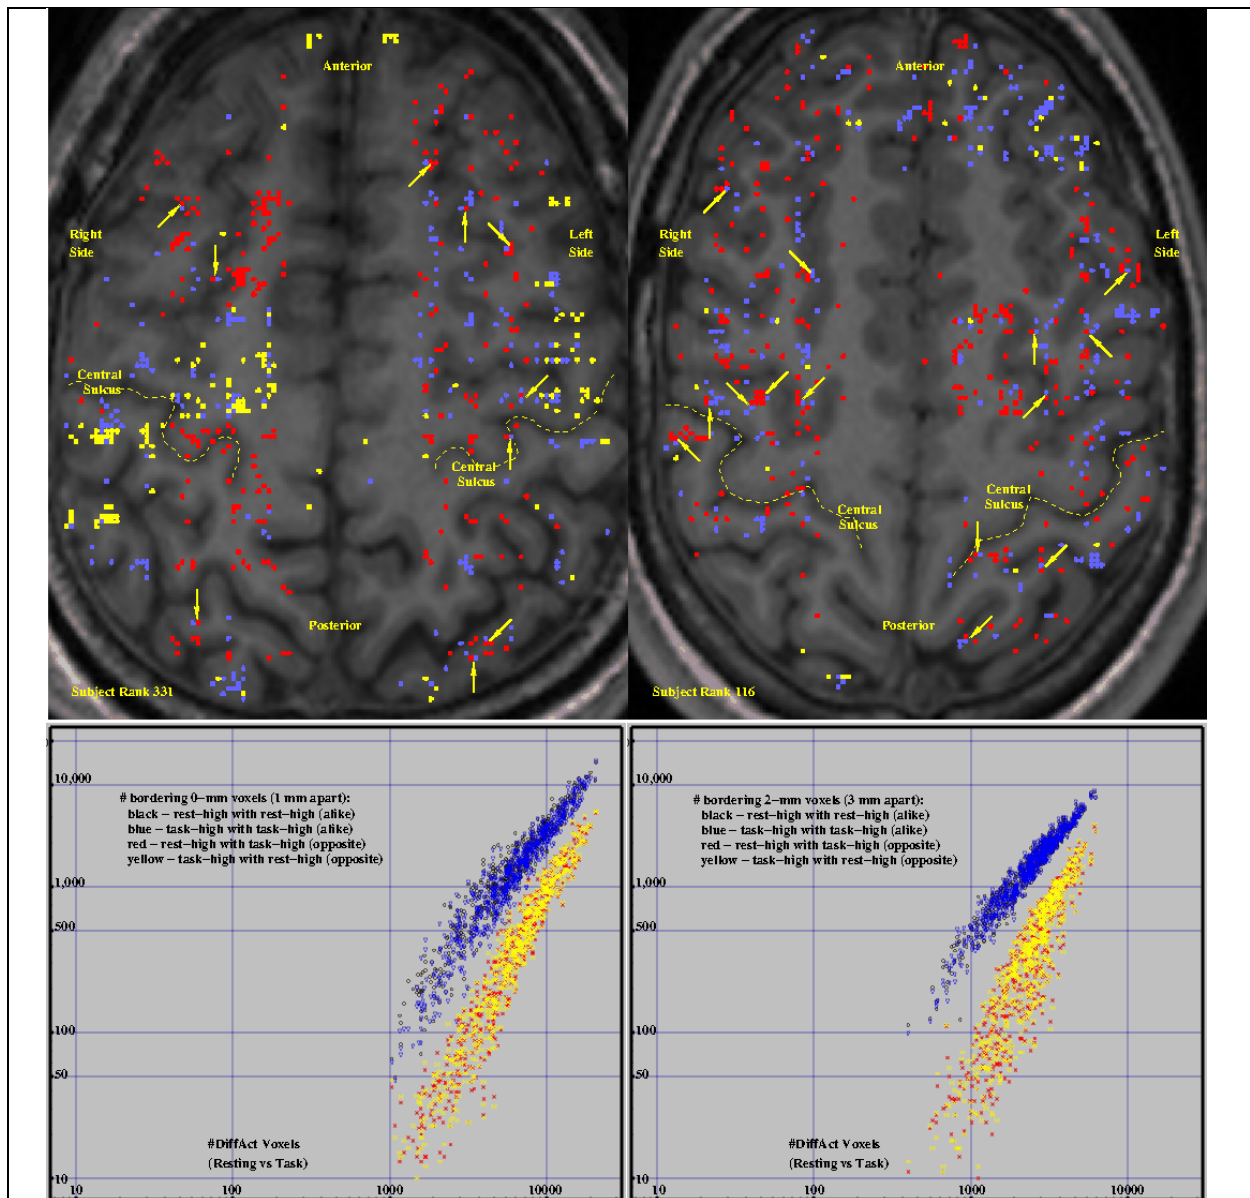 Anterior
Right
Side
Left
Side
Central
Sulcus
Central
Sulcus
Posterior
Subject Rank 331
Anterior
Right
Side
Left
Side
Central
Sulcus
Central
Sulcus
Posterior
Subject Rank 116
10,000
# bordering 0-mm voxels (1 mm apart):
black - rest-high with rest-high (alike)
blue - task-high with task-high (alike)
red - rest-high with task-high (opposite)
yellow - task-high with rest-high (opposite)
1,000
500
100
50
#DiffAct Voxels
(Resting vs Task)
10
10 100 1000 10000
10,000
# bordering 2-mm voxels (3 mm apart):
black - rest-high with rest-high (alike)
blue - task-high with task-high (alike)
red - rest-high with task-high (opposite)
yellow - task-high with rest-high (opposite)
1,000
500
100
50
#DiffAct Voxels
(Resting vs Task)
10
100 1000 10000